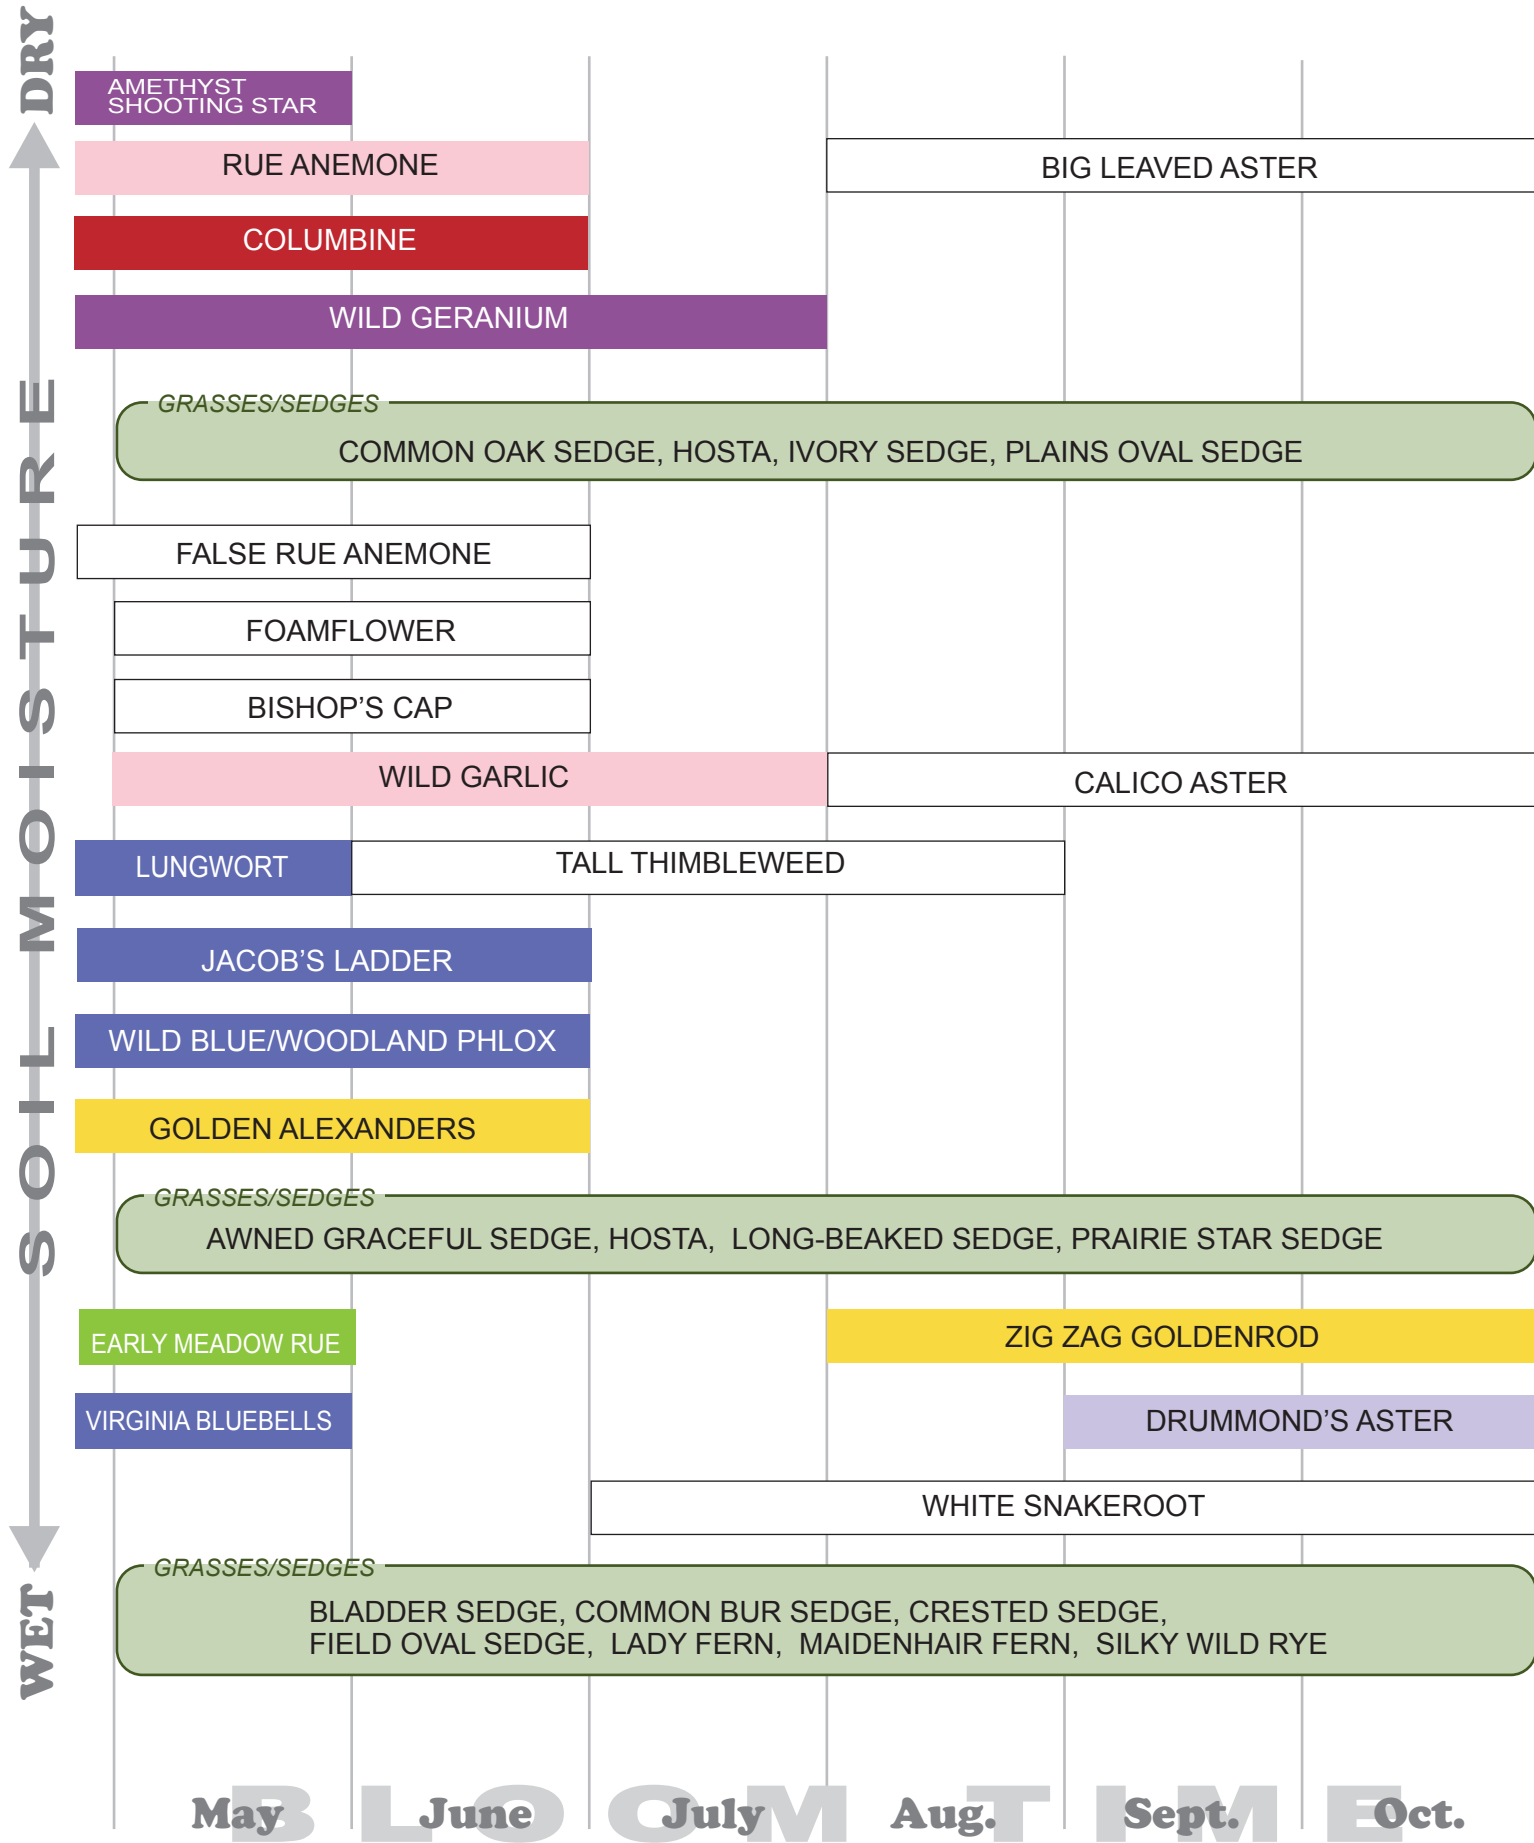 DRY
AMETHYST
SHOOTING STAR
RUE ANEMONE
BIG LEAVED ASTER
COLUMBINE
WILD GERANIUM
GRASSES/SEDGES
COMMON OAK SEDGE, HOSTA, IVORY SEDGE, PLAINS OVAL SEDGE
FALSE RUE ANEMONE
FOAMFLOWER
BISHOP’S CAP
WILD GARLIC
CALICO ASTER
LUNGWORT
TALL THIMBLEWEED
JACOB’S LADDER
WILD BLUE/WOODLAND PHLOX
GOLDEN ALEXANDERS
GRASSES/SEDGES
AWNED GRACEFUL SEDGE, HOSTA, LONG-BEAKED SEDGE, PRAIRIE STAR SEDGE
EARLY MEADOW RUE
ZIG ZAG GOLDENROD
VIRGINIA BLUEBELLS
DRUMMOND’S ASTER
WHITE SNAKEROOT
GRASSES/SEDGES
BLADDER SEDGE, COMMON BUR SEDGE, CRESTED SEDGE,
FIELD OVAL SEDGE, LADY FERN, MAIDENHAIR FERN, SILKY WILD RYE
SOIL MOISTURE
WET
BLOOM TIME
May June July Aug. Sept. Oct.